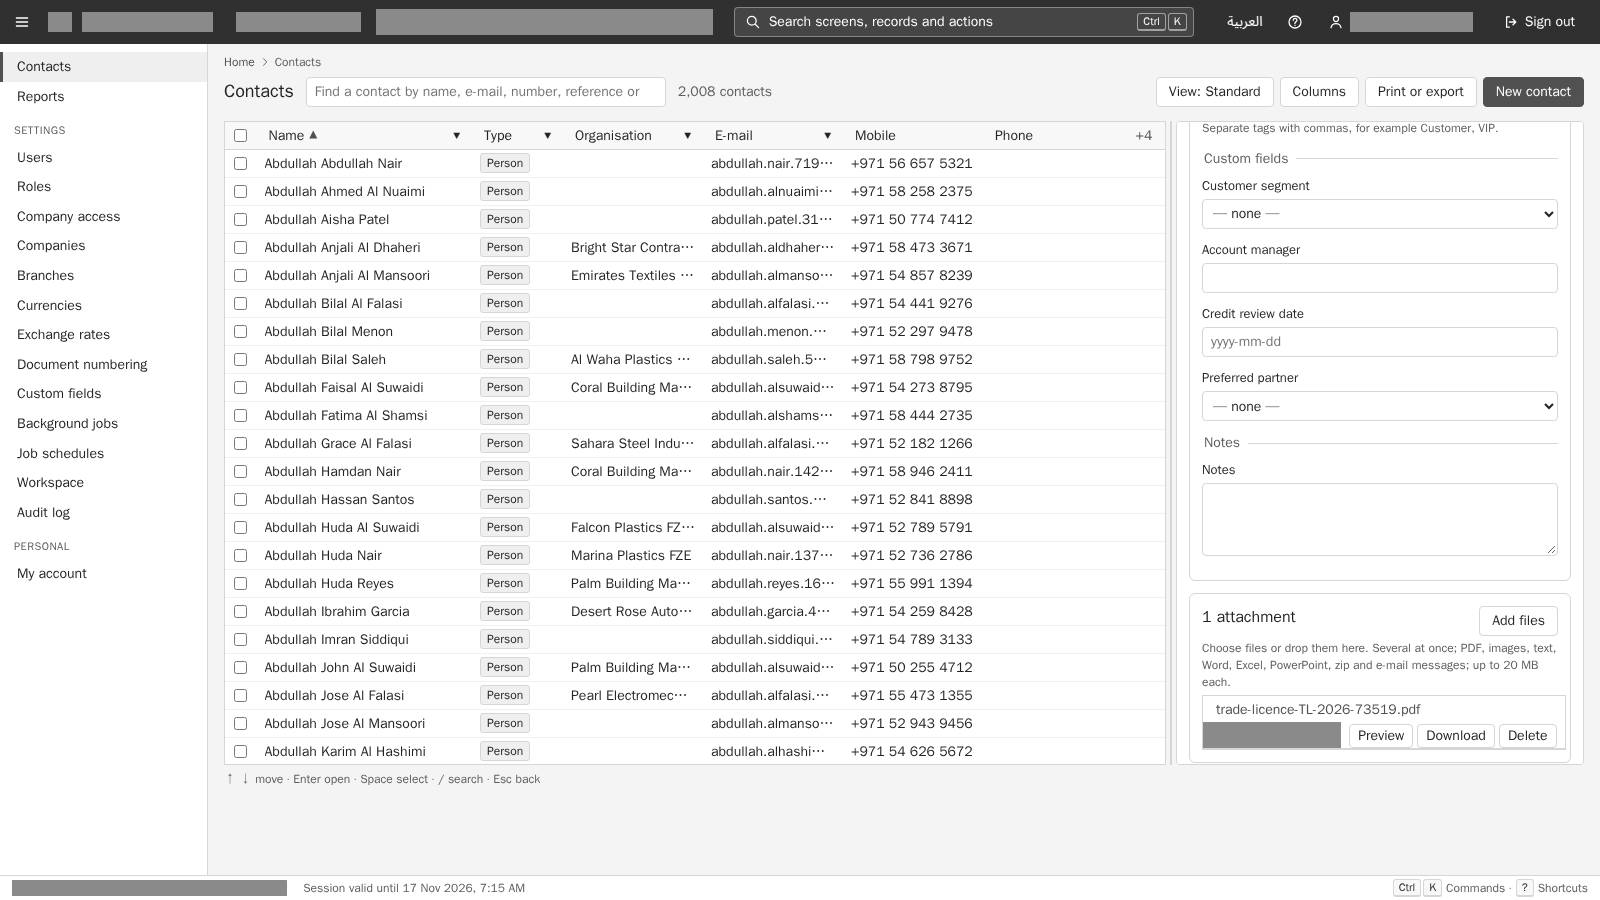 Search screens, records and actions
Ctrl K
العربية
Sign out
Contacts
Reports
SETTINGS
Users
Roles
Company access
Companies
Branches
Currencies
Exchange rates
Document numbering
Custom fields
Background jobs
Job schedules
Workspace
Audit log
PERSONAL
My account
Home > Contacts
Contacts
Find a contact by name, e-mail, number, reference or
2,008 contacts
View: Standard
Columns
Print or export
New contact
Name ▲ ▼ Type ▼ Organisation ▼ E-mail ▼ Mobile Phone +4
Abdullah Abdullah Nair Person abdullah.nair.719··· +971 56 657 5321
Abdullah Ahmed Al Nuaimi Person abdullah.alnuaimi··· +971 58 258 2375
Abdullah Aisha Patel Person abdullah.patel.31··· +971 50 774 7412
Abdullah Anjali Al Dhaheri Person Bright Star Contra··· abdullah.aldhaher··· +971 58 473 3671
Abdullah Anjali Al Mansoori Person Emirates Textiles ··· abdullah.almanso··· +971 54 857 8239
Abdullah Bilal Al Falasi Person abdullah.alfalasi.··· +971 54 441 9276
Abdullah Bilal Menon Person abdullah.menon.··· +971 52 297 9478
Abdullah Bilal Saleh Person Al Waha Plastics ··· abdullah.saleh.5··· +971 58 798 9752
Abdullah Faisal Al Suwaidi Person Coral Building Ma··· abdullah.alsuwaid··· +971 54 273 8795
Abdullah Fatima Al Shamsi Person abdullah.alshams··· +971 58 444 2735
Abdullah Grace Al Falasi Person Sahara Steel Indu··· abdullah.alfalasi.··· +971 52 182 1266
Abdullah Hamdan Nair Person Coral Building Ma··· abdullah.nair.142··· +971 58 946 2411
Abdullah Hassan Santos Person abdullah.santos.··· +971 52 841 8898
Abdullah Huda Al Suwaidi Person Falcon Plastics FZ··· abdullah.alsuwaid··· +971 52 789 5791
Abdullah Huda Nair Person Marina Plastics FZE abdullah.nair.137··· +971 52 736 2786
Abdullah Huda Reyes Person Palm Building Ma··· abdullah.reyes.16··· +971 55 991 1394
Abdullah Ibrahim Garcia Person Desert Rose Auto··· abdullah.garcia.4··· +971 54 259 8428
Abdullah Imran Siddiqui Person abdullah.siddiqui.··· +971 54 789 3133
Abdullah John Al Suwaidi Person Palm Building Ma··· abdullah.alsuwaid··· +971 50 255 4712
Abdullah Jose Al Falasi Person Pearl Electromec··· abdullah.alfalasi.··· +971 55 473 1355
Abdullah Jose Al Mansoori Person abdullah.almanso··· +971 52 943 9456
Abdullah Karim Al Hashimi Person abdullah.alhashi··· +971 54 626 5672
↑ ↓ move · Enter open · Space select · / search · Esc back
Separate tags with commas, for example Customer, VIP.
Custom fields
Customer segment
— none —
Account manager
Credit review date
yyyy-mm-dd
Preferred partner
— none —
Notes
Notes
1 attachment
Add files
Choose files or drop them here. Several at once; PDF, images, text,
Word, Excel, PowerPoint, zip and e-mail messages; up to 20 MB
each.
trade-licence-TL-2026-73519.pdf
Preview Download Delete
Session valid until 17 Nov 2026, 7:15 AM
Ctrl K Commands · ? Shortcuts